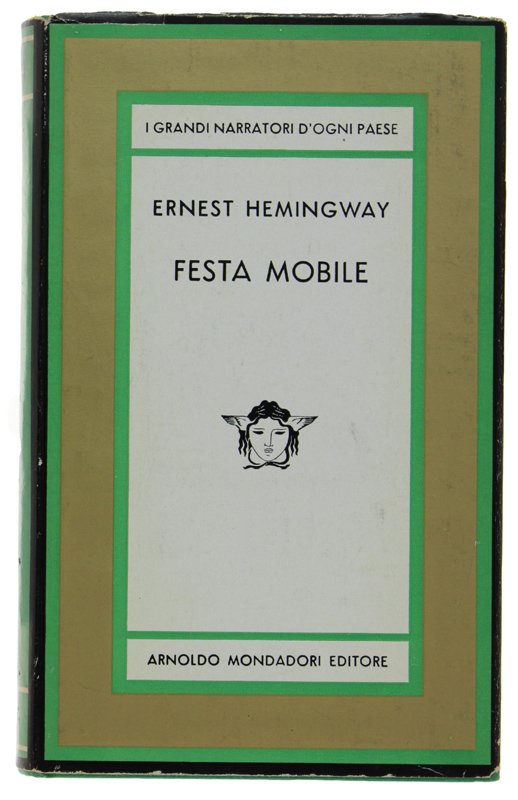 I GRANDI NARRATORI D'OGNI PAESE
ERNEST HEMINGWAY
FESTA MOBILE
ARNOLDO MONDADORI EDITORE